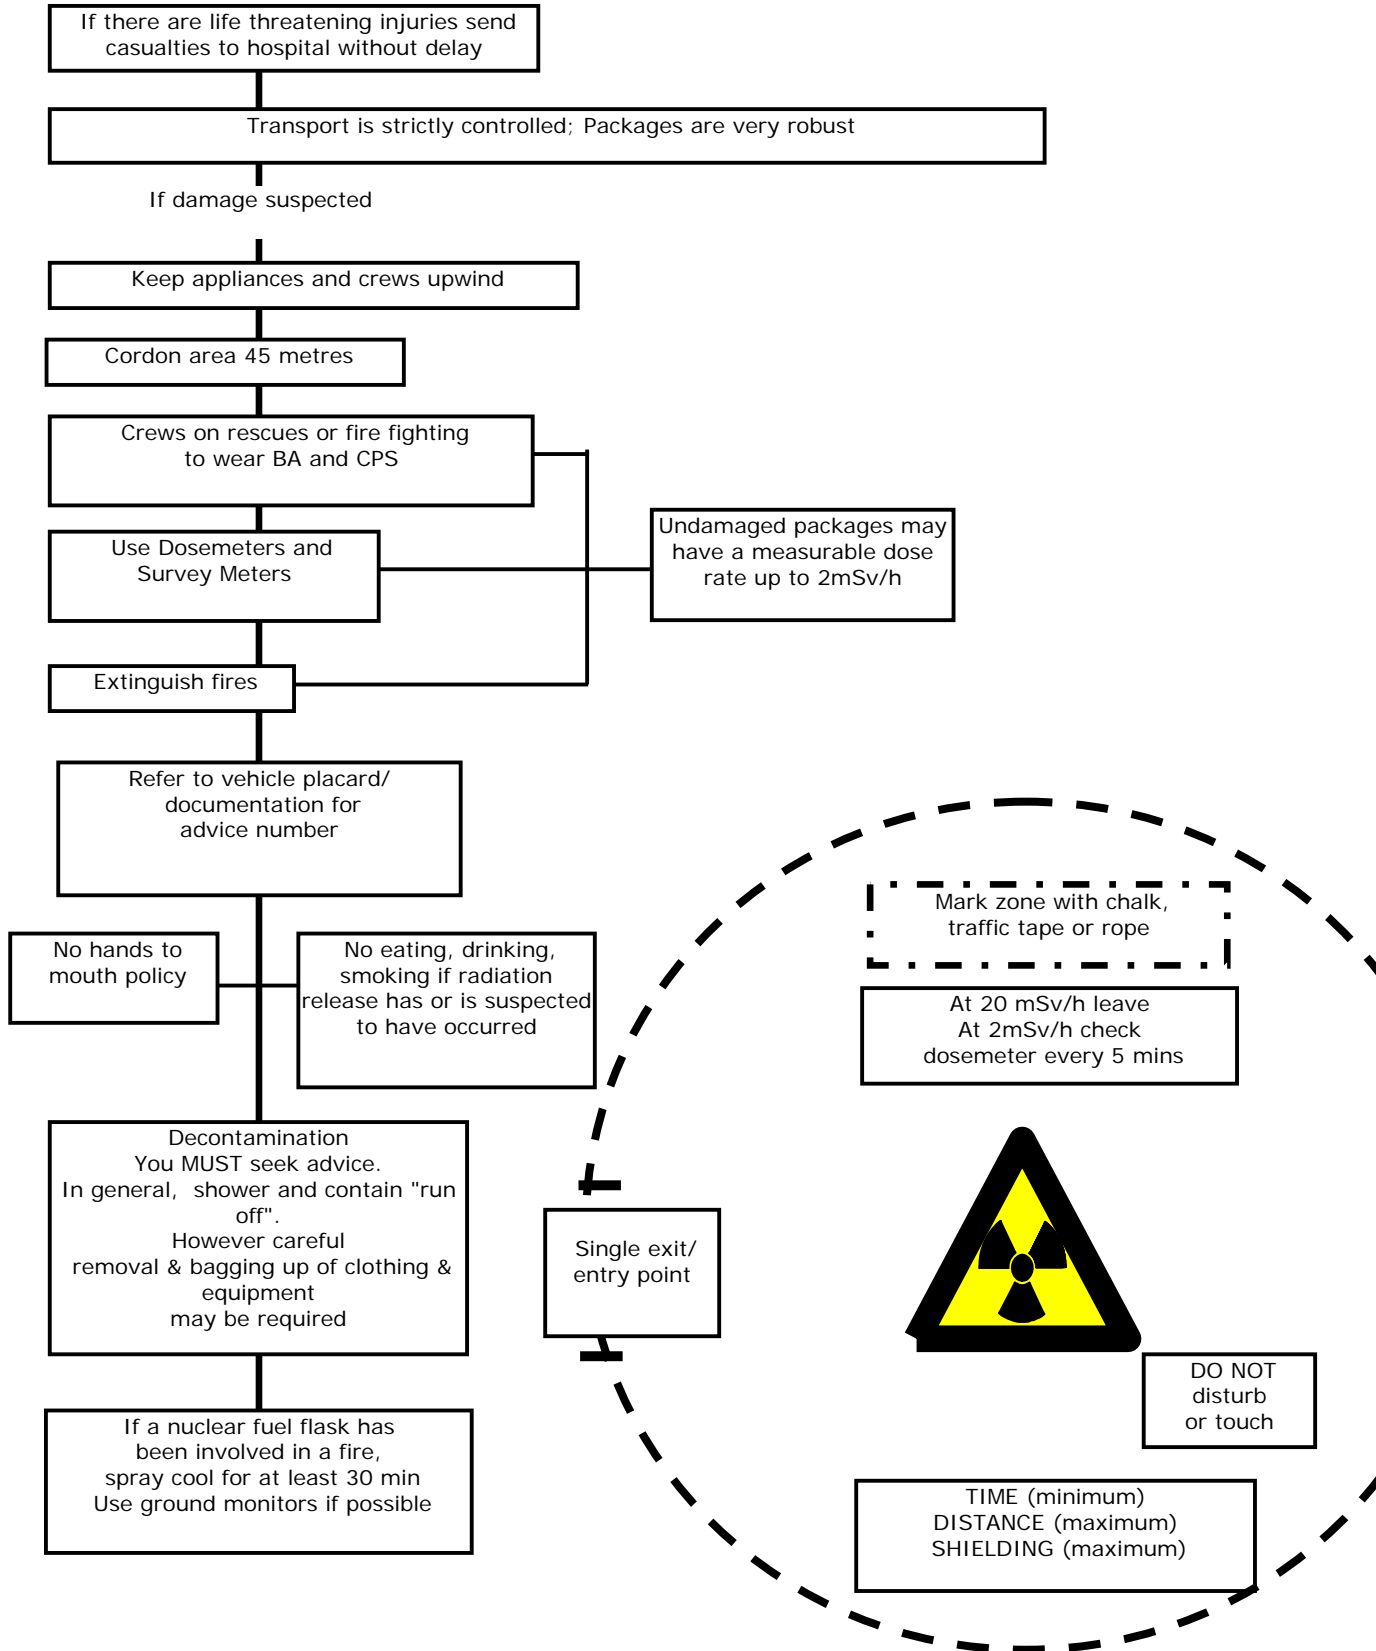 If there are life threatening injuries send
casualties to hospital without delay
Transport is strictly controlled; Packages are very robust
If damage suspected
Keep appliances and crews upwind
Cordon area 45 metres
Crews on rescues or fire fighting
to wear BA and CPS
Use Dosemeters and
Survey Meters
Undamaged packages may
have a measurable dose
rate up to 2mSv/h
Extinguish fires
Refer to vehicle placard/
documentation for
advice number
No hands to
mouth policy
No eating, drinking,
smoking if radiation
release has or is suspected
to have occurred
Decontamination
You MUST seek advice.
In general, shower and contain "run
off".
However careful
removal & bagging up of clothing &
equipment
may be required
If a nuclear fuel flask has
been involved in a fire,
spray cool for at least 30 min
Use ground monitors if possible
Mark zone with chalk,
traffic tape or rope
At 20 mSv/h leave
At 2mSv/h check
dosemeter every 5 mins
Single exit/
entry point
DO NOT
disturb
or touch
TIME (minimum)
DISTANCE (maximum)
SHIELDING (maximum)